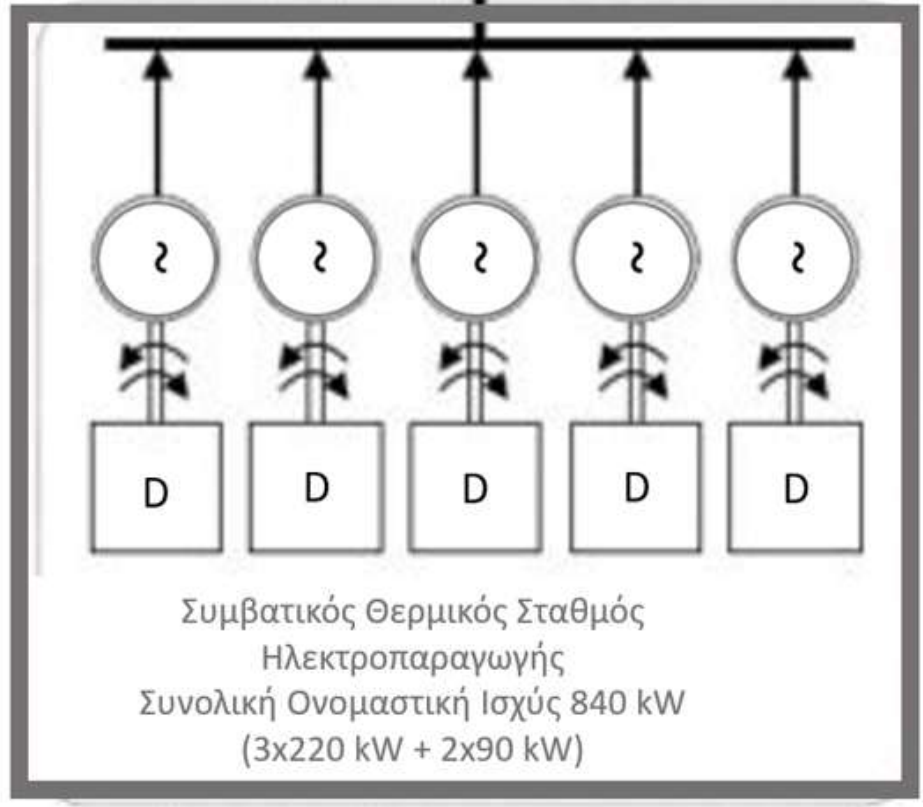 ~ ~ ~ ~ ~
D D D D D
Συμβατικός Θερμικός Σταθμός
Ηλεκτροπαραγωγής
Συνολική Ονομαστική Ισχύς 840 kW
(3x220 kW + 2x90 kW)